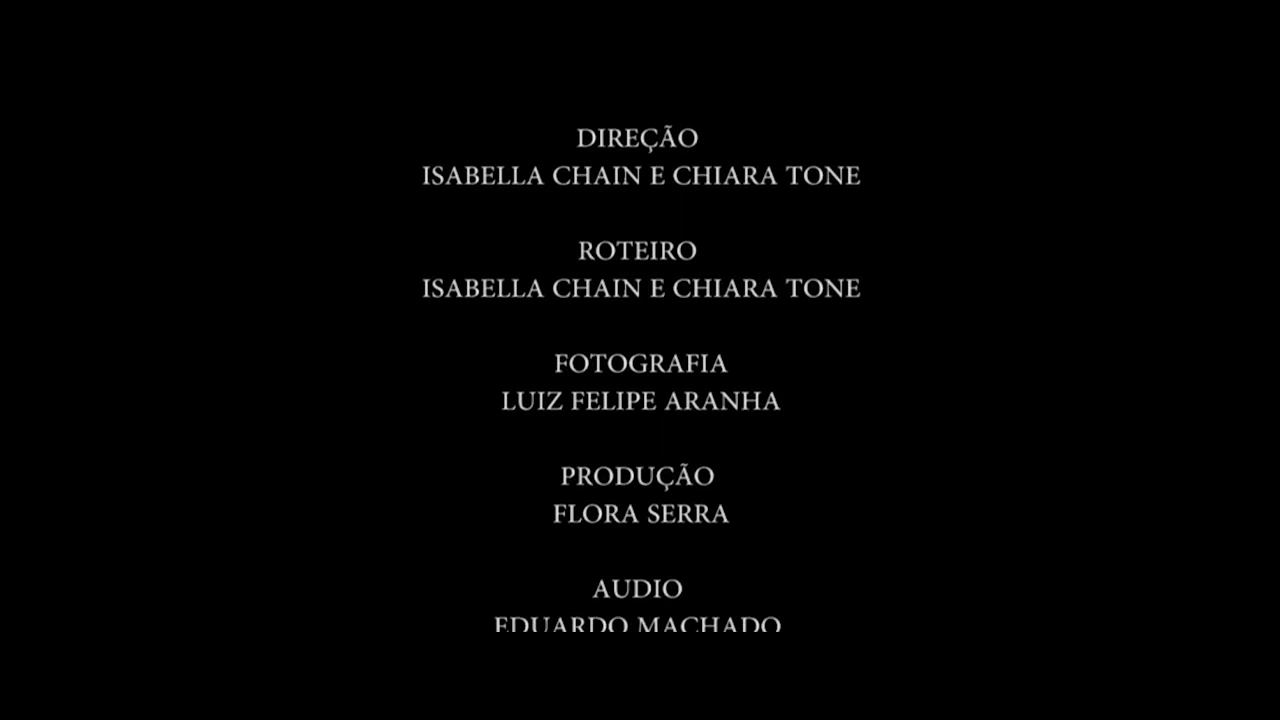 DIREÇÃO
ISABELLA CHAIN E CHIARA TONE
ROTEIRO
ISABELLA CHAIN E CHIARA TONE
FOTOGRAFIA
LUIZ FELIPE ARANHA
PRODUÇÃO
FLORA SERRA
AUDIO
EDUARDO MACHADO